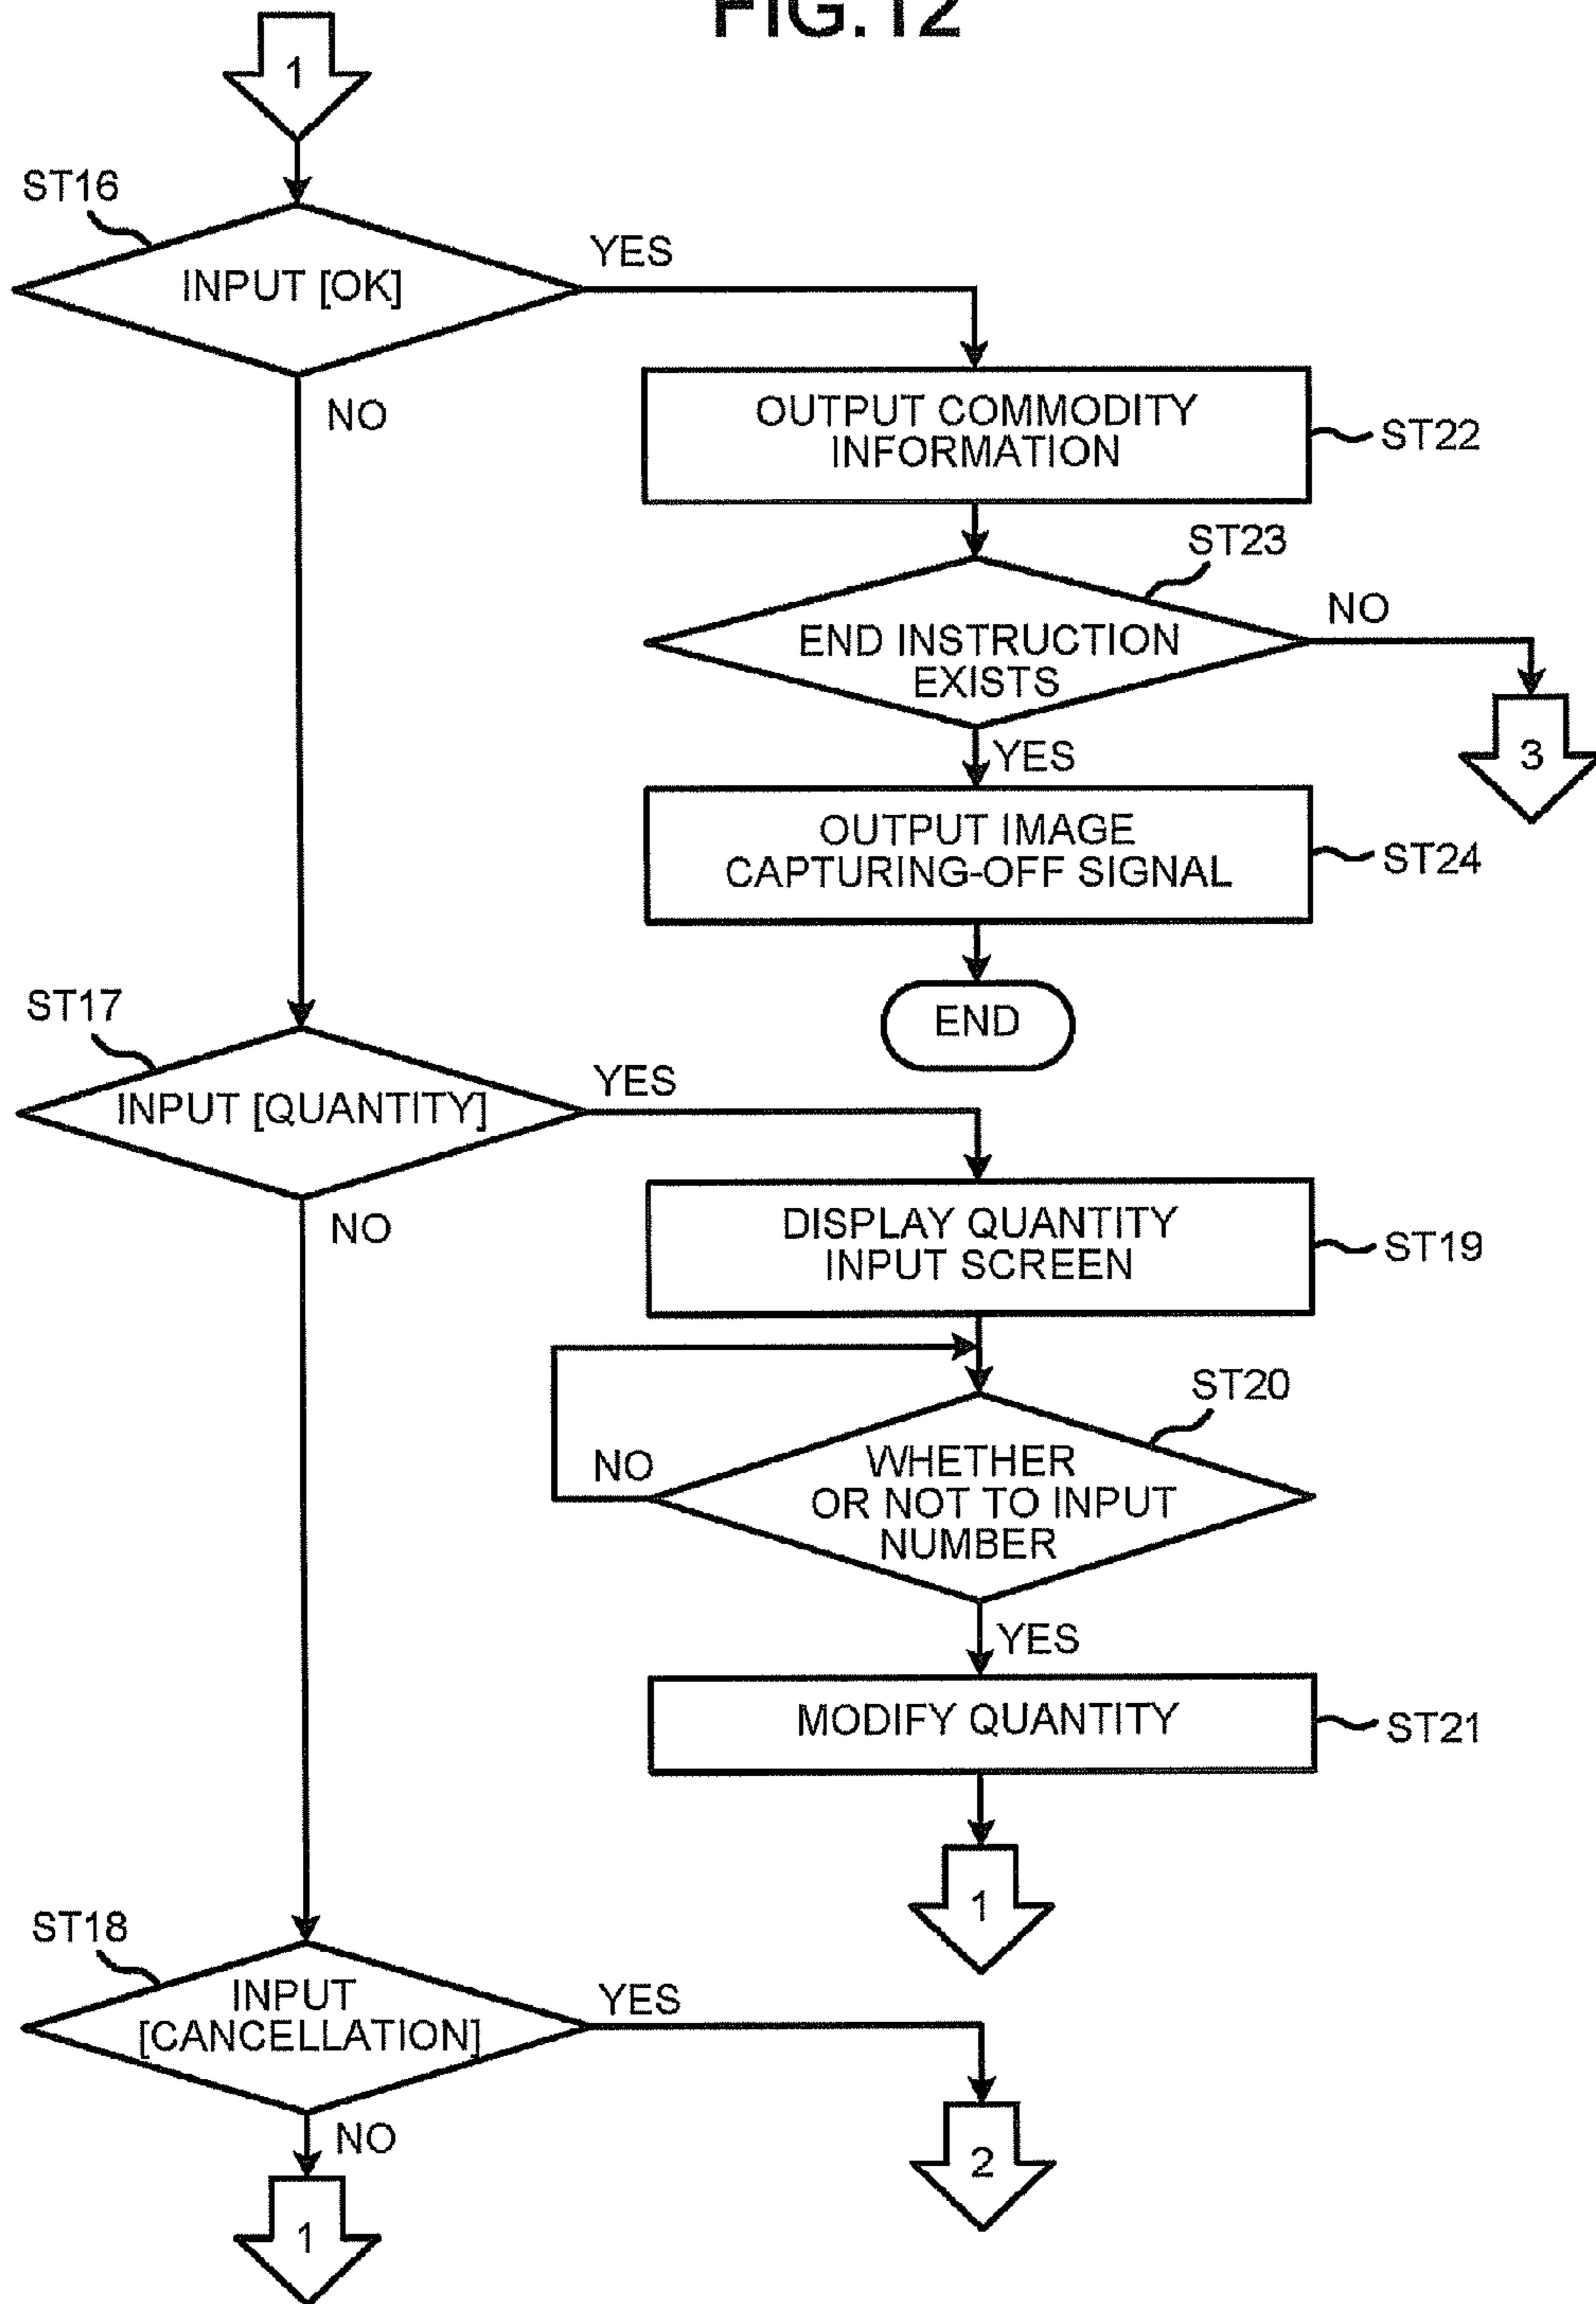 FIG.12
1
ST16
INPUT [OK]
YES
NO
OUTPUT COMMODITY
INFORMATION
ST22
ST23
END INSTRUCTION
EXISTS
NO
3
YES
OUTPUT IMAGE
CAPTURING-OFF SIGNAL
ST24
END
ST17
INPUT [QUANTITY]
YES
NO
DISPLAY QUANTITY
INPUT SCREEN
ST19
ST20
NO
WHETHER
OR NOT TO INPUT
NUMBER
YES
MODIFY QUANTITY
ST21
1
ST18
INPUT
[CANCELLATION]
YES
NO
2
1